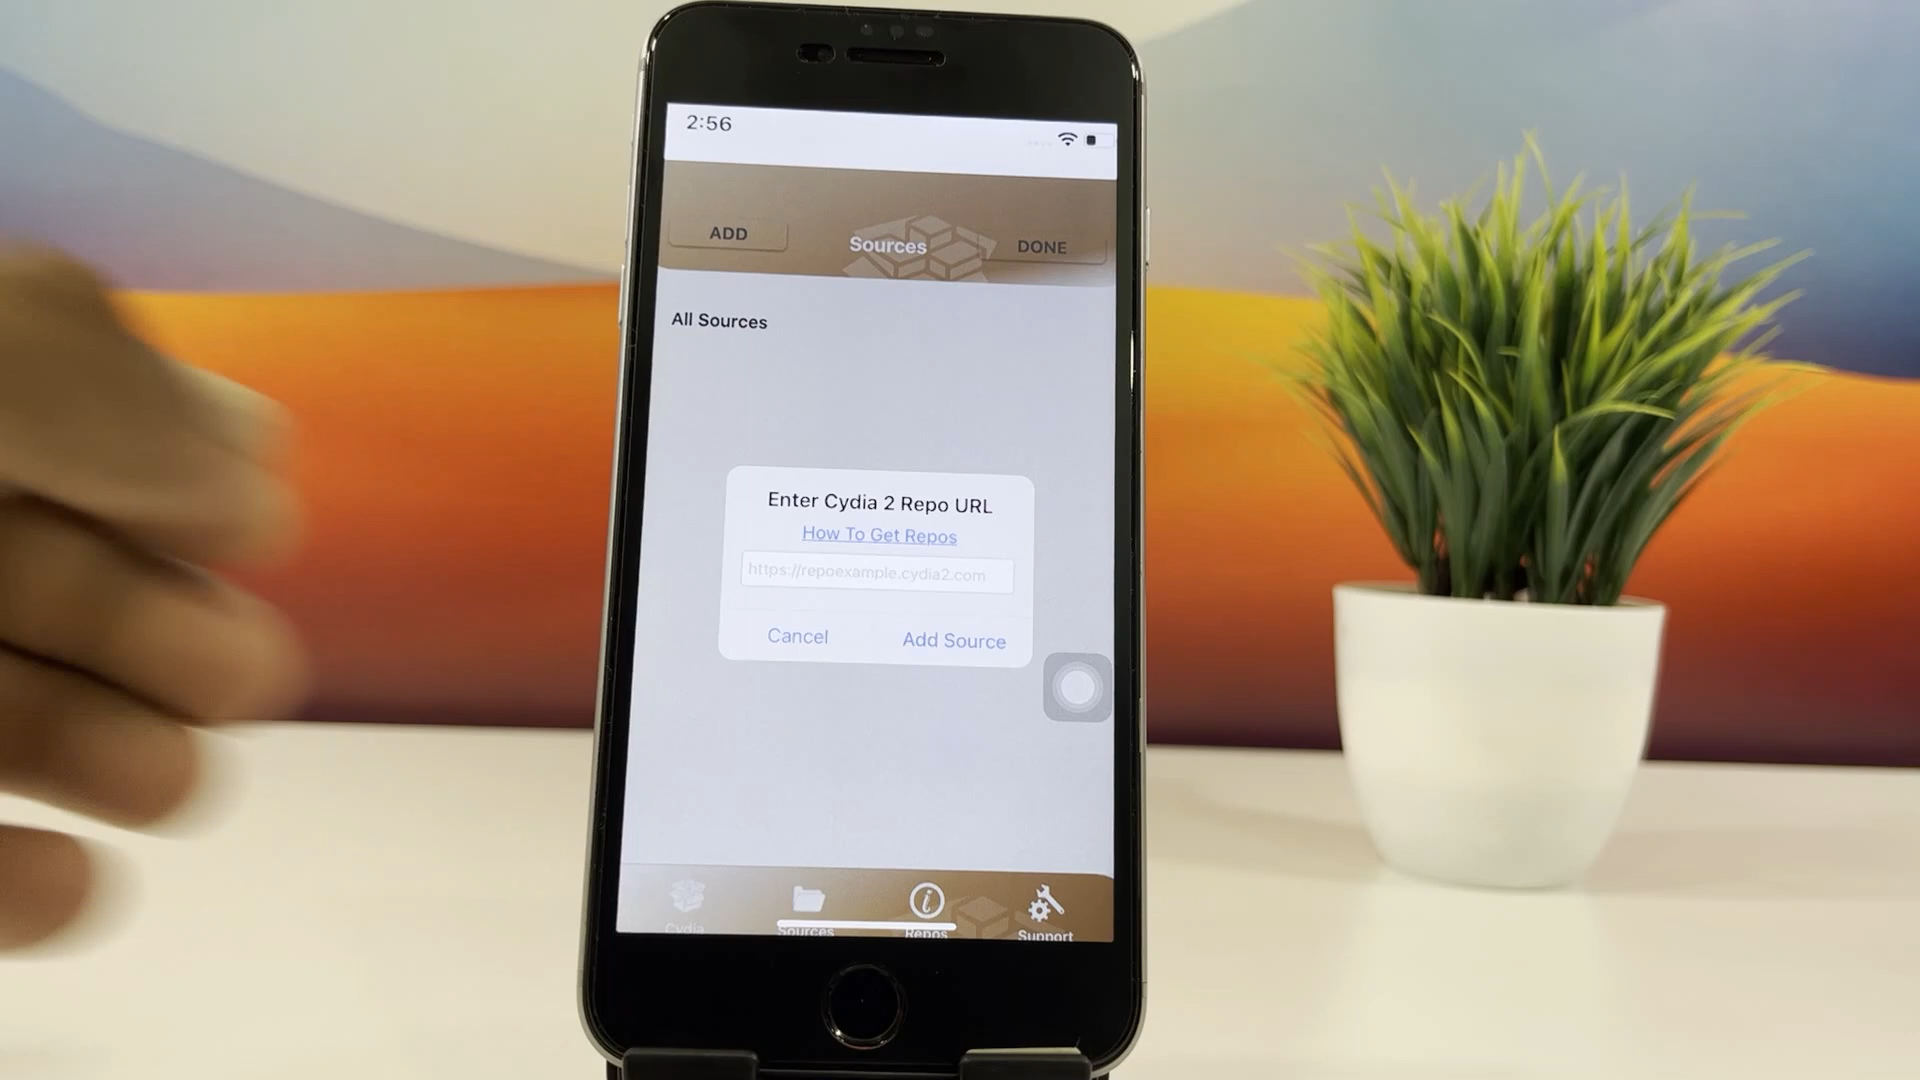 2:56
ADD
Sources
DONE
All Sources
Enter Cydia 2 Repo URL
How To Get Repos
https://repoexample.cydia2.com
Cancel
Add Source
Cydia
Sources
Repos
Support